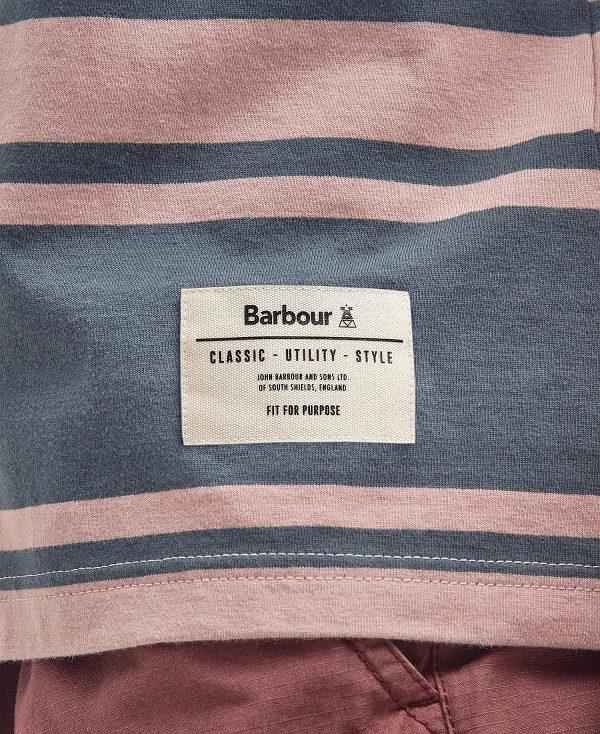 Barbour
CLASSIC - UTILITY - STYLE
JOHN BARBOUR AND SONS LTD.
OF SOUTH SHIELDS, ENGLAND
FIT FOR PURPOSE